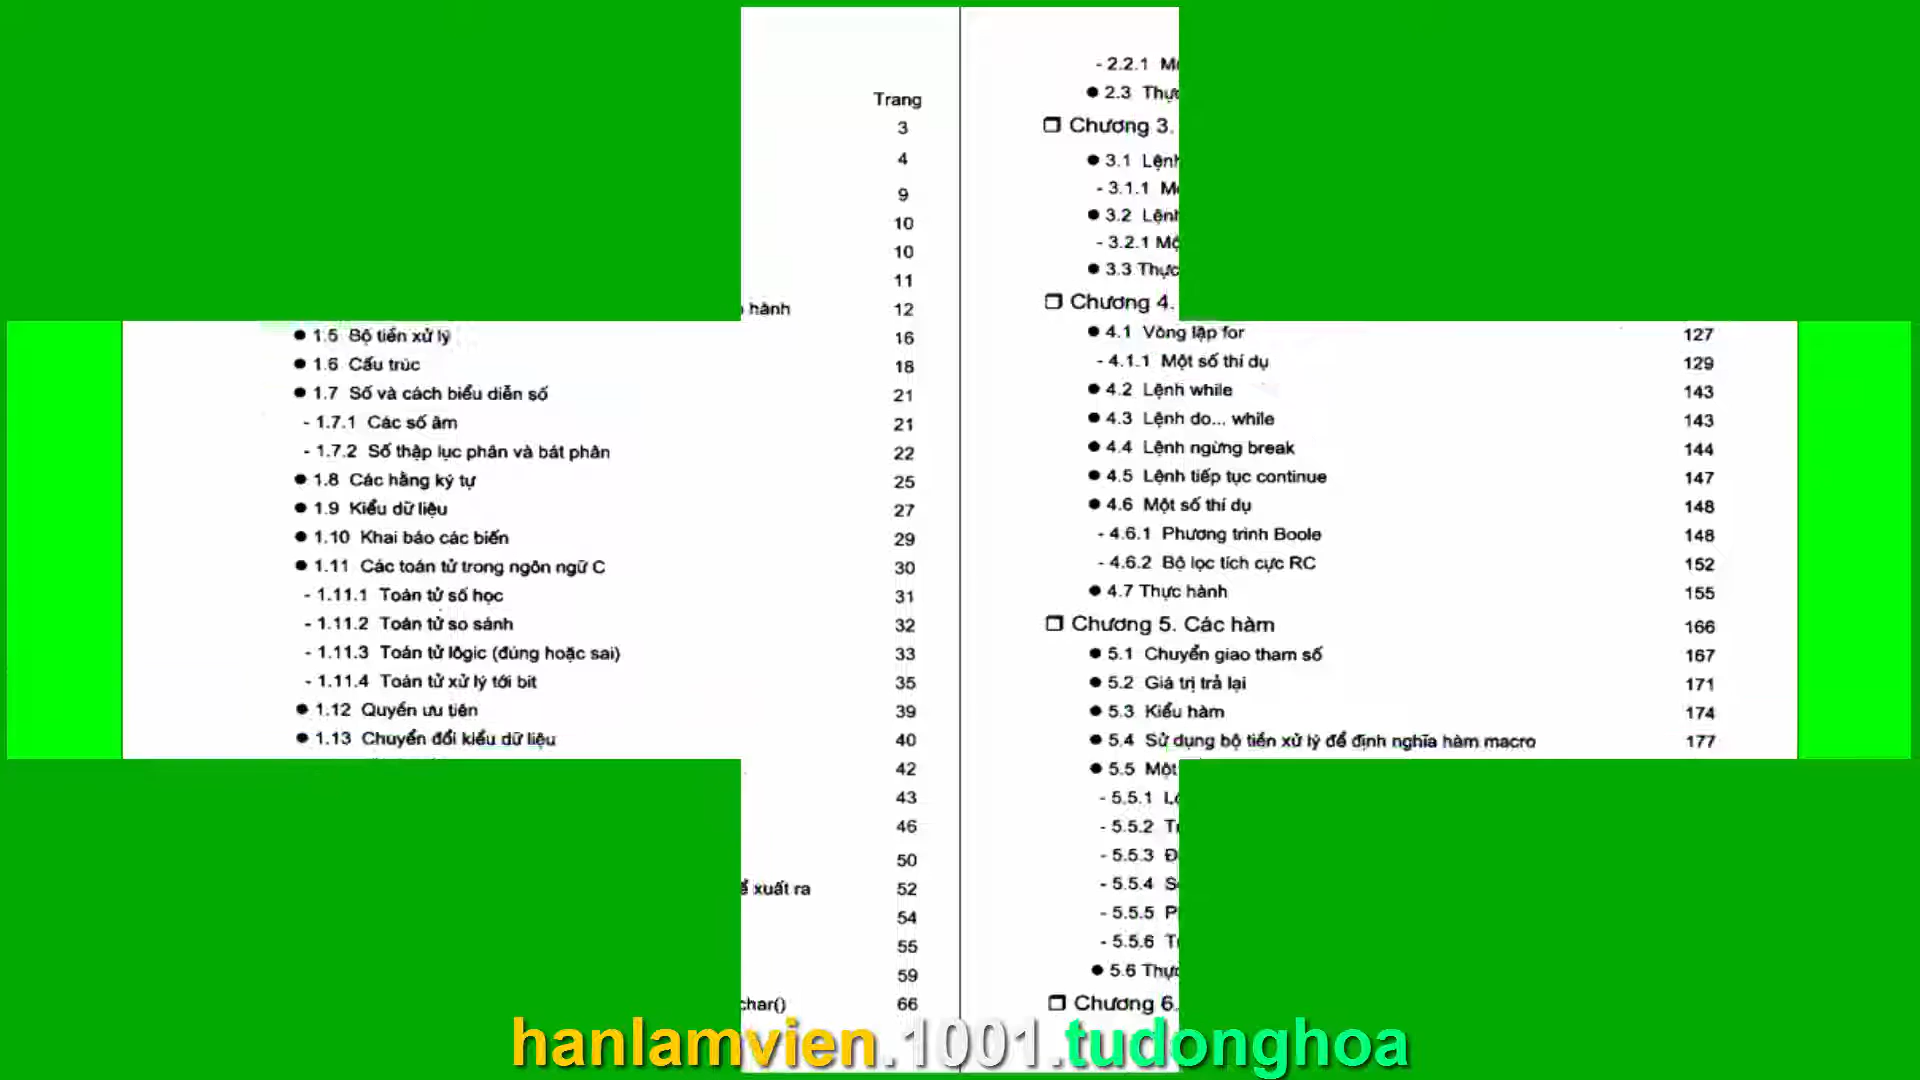 Trang
3
4
9
10
10
11
hành 12
● 1.5 Bộ tiền xử lý 16
● 1.6 Cấu trúc 18
● 1.7 Số và cách biểu diễn số 21
- 1.7.1 Các số âm 21
- 1.7.2 Số thập lục phân và bát phân 22
● 1.8 Các hằng ký tự 25
● 1.9 Kiểu dữ liệu 27
● 1.10 Khai báo các biến 29
● 1.11 Các toán tử trong ngôn ngữ C 30
- 1.11.1 Toán tử số học 31
- 1.11.2 Toán tử so sánh 32
- 1.11.3 Toán tử lôgic (đúng hoặc sai) 33
- 1.11.4 Toán tử xử lý tới bit 35
● 1.12 Quyền ưu tiên 39
● 1.13 Chuyển đổi kiểu dữ liệu 40
42
43
46
50
xuất ra 52
54
55
59
char() 66
- 2.2.1
● 2.3 Thực
❒ Chương 3.
● 3.1 Lệnh
- 3.1.1
● 3.2 Lệnh
- 3.2.1 Mộ
● 3.3 Thực
❒ Chương 4.
● 4.1 Vòng lặp for 127
- 4.1.1 Một số thí dụ 129
● 4.2 Lệnh while 143
● 4.3 Lệnh do... while 143
● 4.4 Lệnh ngừng break 144
● 4.5 Lệnh tiếp tục continue 147
● 4.6 Một số thí dụ 148
- 4.6.1 Phương trình Boole 148
- 4.6.2 Bộ lọc tích cực RC 152
● 4.7 Thực hành 155
❒ Chương 5. Các hàm 166
● 5.1 Chuyển giao tham số 167
● 5.2 Giá trị trả lại 171
● 5.3 Kiểu hàm 174
● 5.4 Sử dụng bộ tiền xử lý để định nghĩa hàm macro 177
● 5.5 Một
- 5.5.1
- 5.5.2
- 5.5.3
- 5.5.4
- 5.5.5
- 5.5.6
● 5.6 Thực
❒ Chương 6.
hanlamvien.1001.tudonghoa